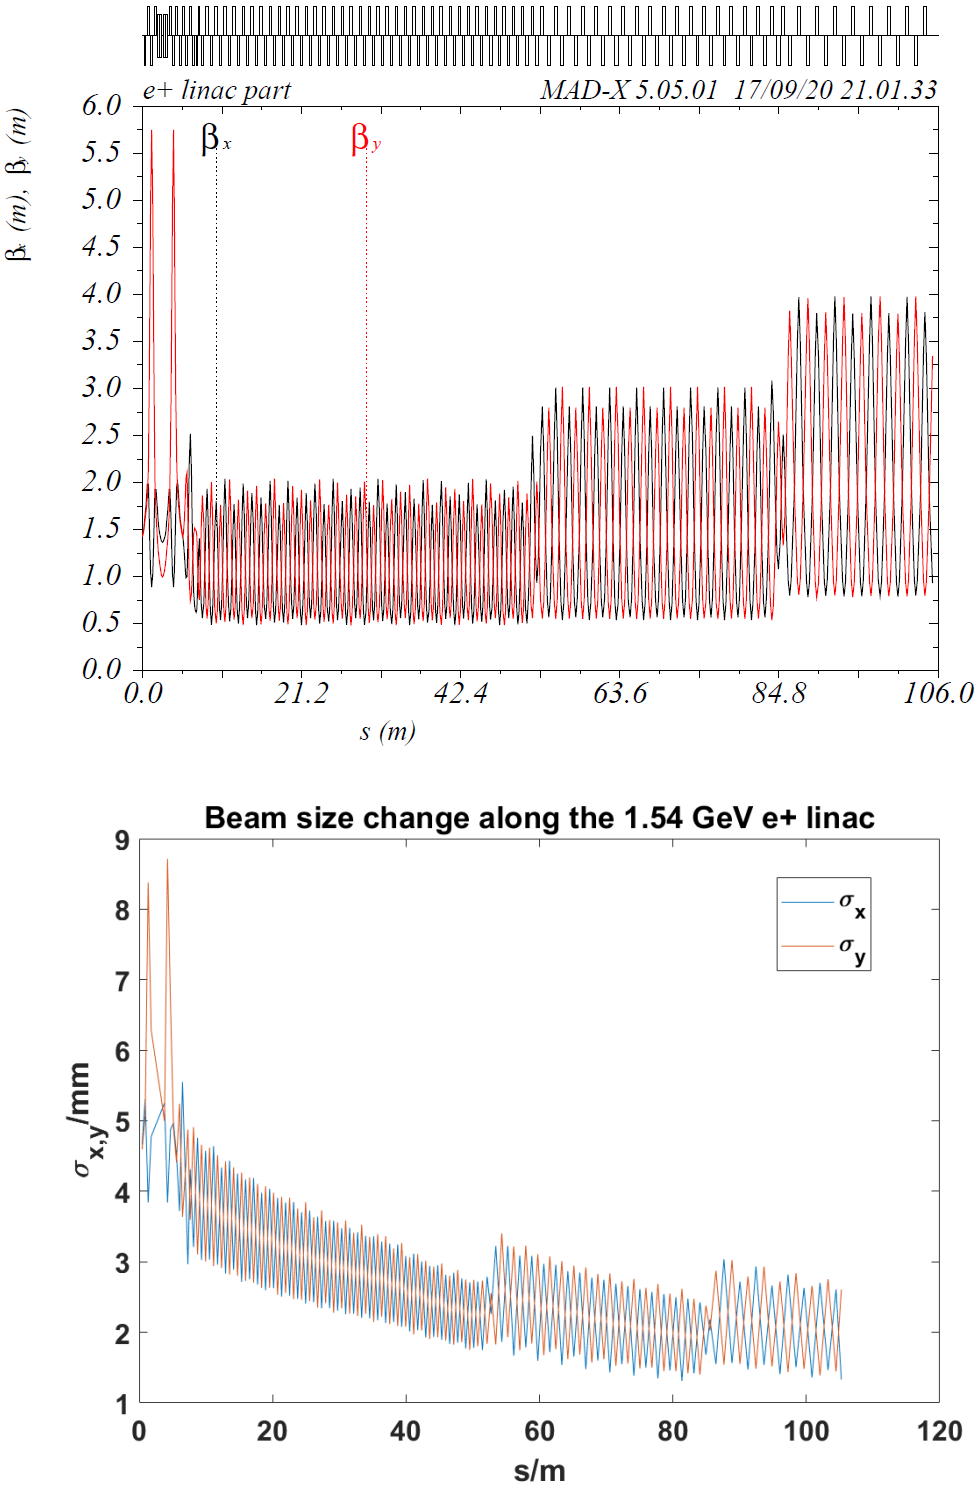 e+ linac part MAD-X 5.05.01 17/09/20 21.01.33
βx (m), βy (m)
6.0
5.5
5.0
4.5
4.0
3.5
3.0
2.5
2.0
1.5
1.0
0.5
0.0
βx βy
0.0 21.2 42.4 63.6 84.8 106.0
s (m)
Beam size change along the 1.54 GeV e+ linac
σx,y/mm
9
8
7
6
5
4
3
2
1
σx
σy
0 20 40 60 80 100 120
s/m